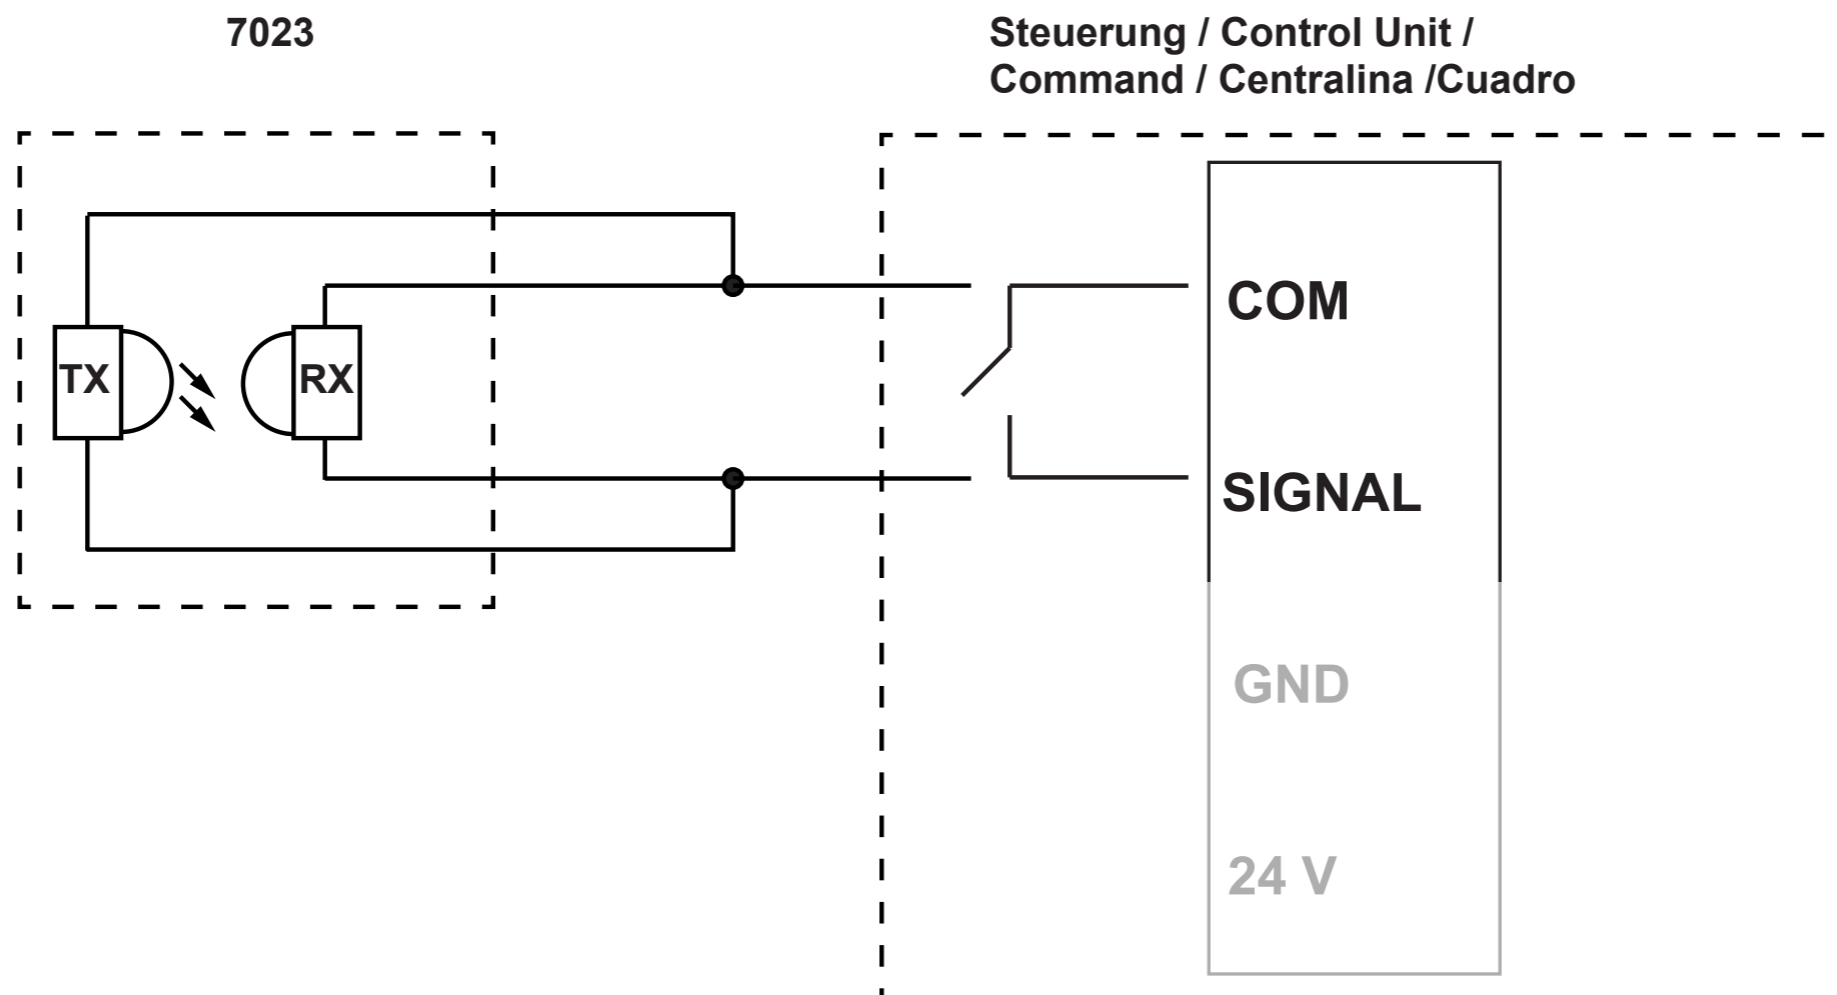 7023
Steuerung / Control Unit /
Command / Centralina /Cuadro
COM
TX
RX
SIGNAL
GND
24 V